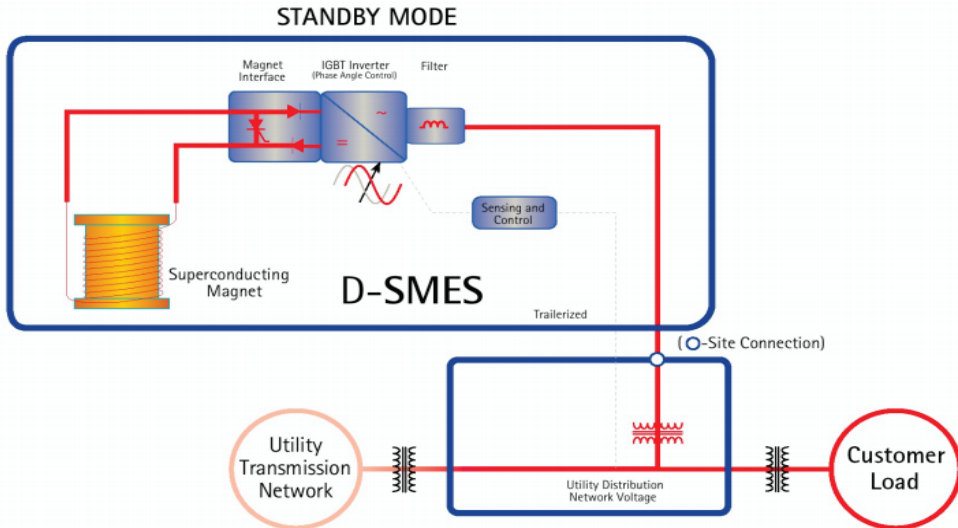 STANDBY MODE
Magnet
Interface
IGBT Inverter
(Phase Angle Control)
Filter
~
=
Sensing and
Control
Superconducting
Magnet
D-SMES
Trailerized
(O-Site Connection)
Utility
Transmission
Network
Utility Distribution
Network Voltage
Customer
Load